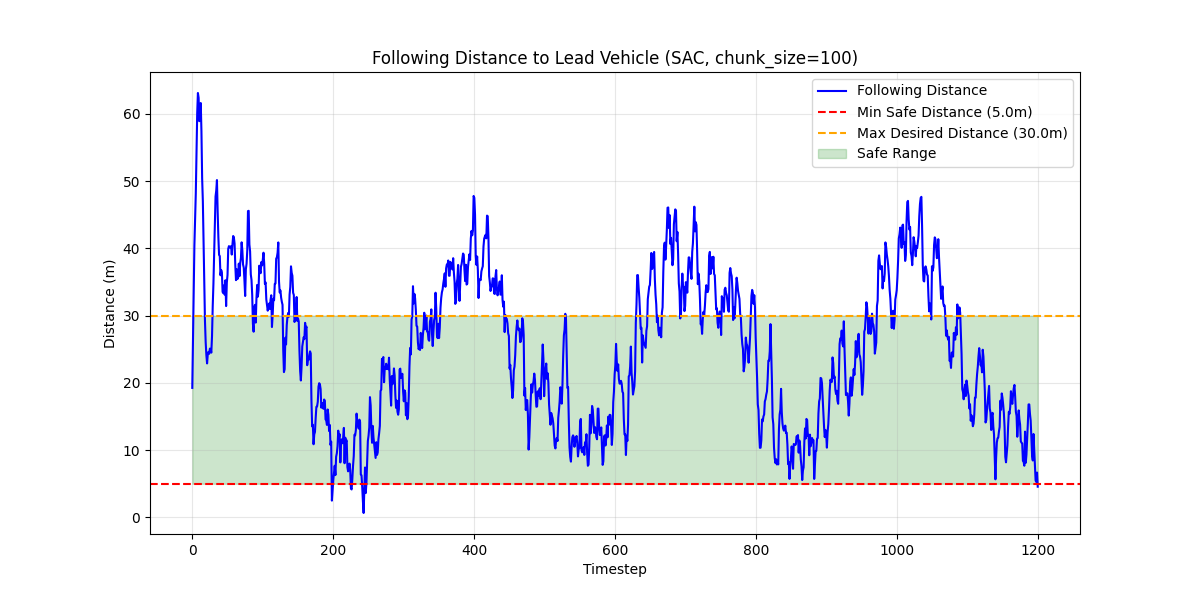 Following Distance to Lead Vehicle (SAC, chunk_size=100)
Following Distance
Min Safe Distance (5.0m)
Max Desired Distance (30.0m)
Safe Range
Distance (m)
60
50
40
30
20
10
0
0 200 400 600 800 1000 1200
Timestep